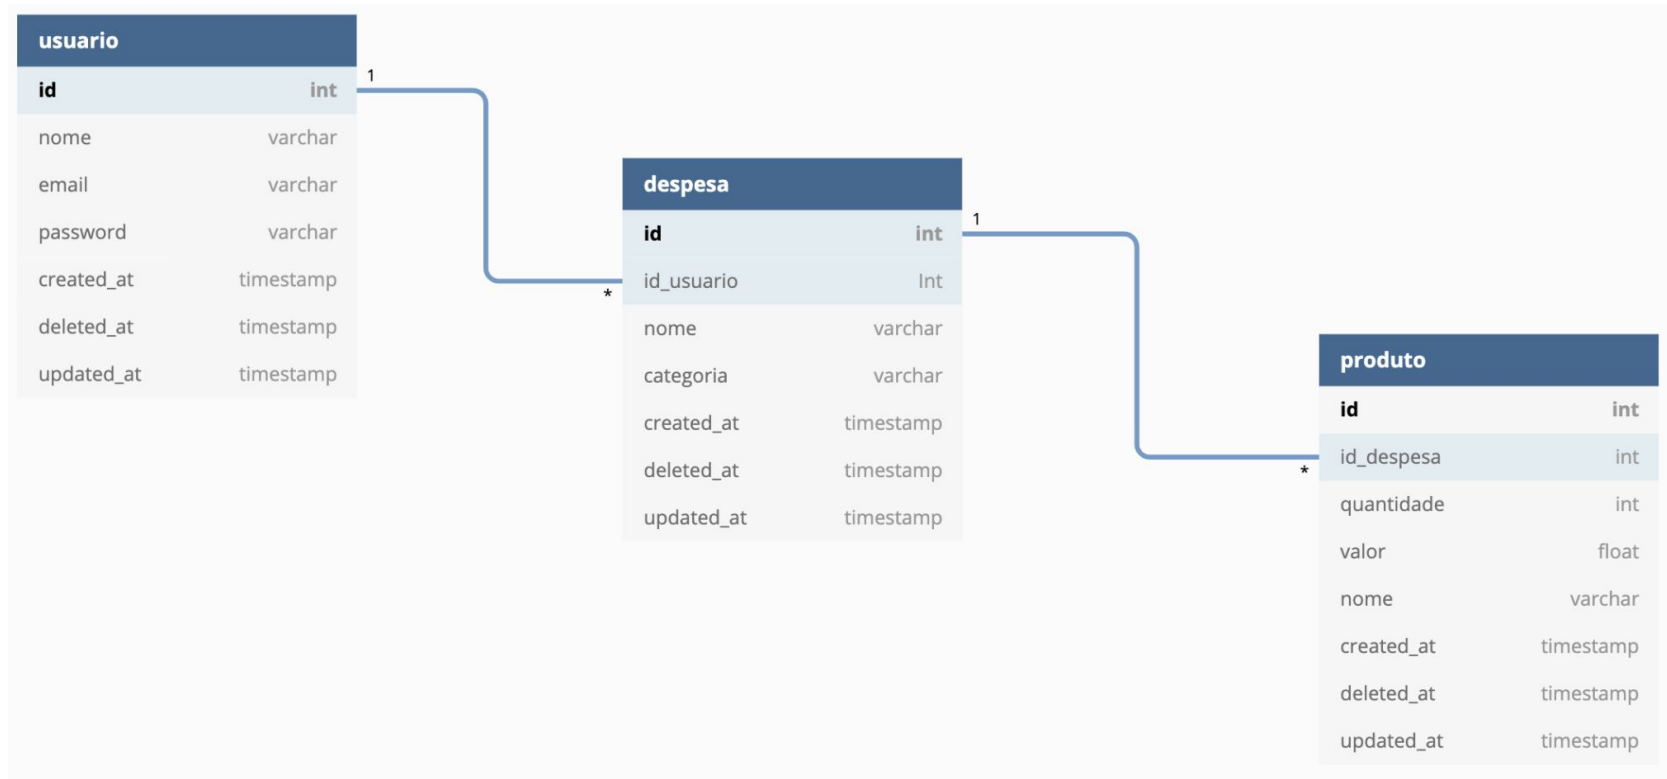 usuario
id int
nome varchar
email varchar
password varchar
created_at timestamp
deleted_at timestamp
updated_at timestamp
1
*
despesa
id int
id_usuario Int
nome varchar
categoria varchar
created_at timestamp
deleted_at timestamp
updated_at timestamp
1
*
produto
id int
id_despesa int
quantidade int
valor float
nome varchar
created_at timestamp
deleted_at timestamp
updated_at timestamp